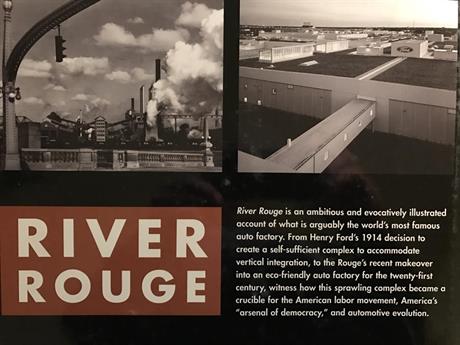 RIVER
ROUGE
River Rouge is an ambitious and evocatively illustrated
account of what is arguably the world's most famous
auto factory. From Henry Ford's 1914 decision to
create a self-sufficient complex to accommodate
vertical integration, to the Rouge's recent makeover
into an eco-friendly auto factory for the twenty-first
century, witness how this sprawling complex became a
crucible for the American labor movement, America's
"arsenal of democracy," and automotive evolution.